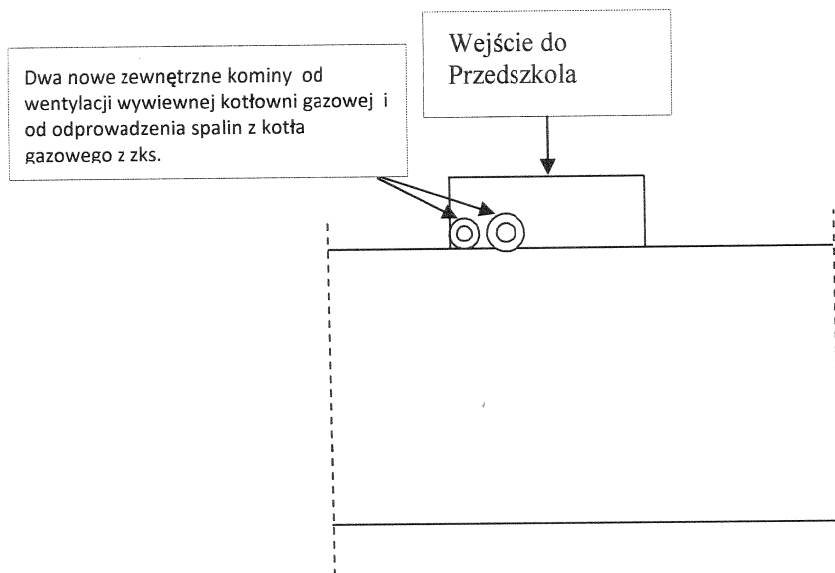 Dwa nowe zewnętrzne kominy od
wentylacji wywiewnej kotłowni gazowej i
od odprowadzenia spalin z kotła
gazowego z zks.
Wejście do
Przedszkola